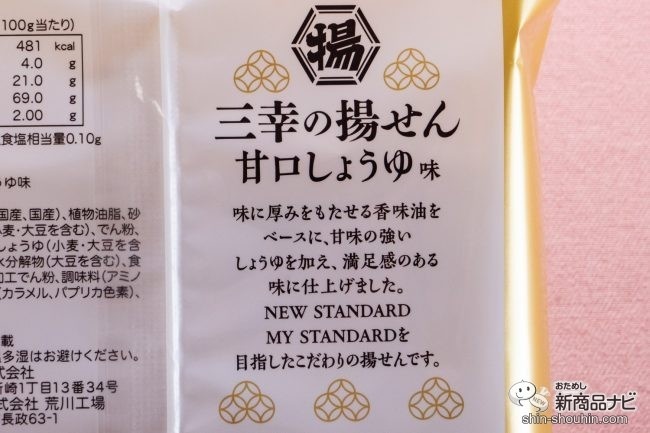 100g当たり)
481 kcal
4.0 g
21.0 g
69.0 g
2.00 g
食塩相当量0.10g
ゆ味
国産、国産)、植物油脂、砂
麦・大豆を含む)、でん粉、
しょうゆ(小麦・大豆を含
水分解物(大豆を含む)、食
加工でん粉、調味料(アミノ
(カラメル、パプリカ色素)、
載
多湿はお避けください。
式会社
崎1丁目13番34号
式会社 荒川工場
長政63-1
揚
三幸の揚せん
甘口しょうゆ味
味に厚みをもたせる香味油を
ベースに、甘味の強い
しょうゆを加え、満足感のある
味に仕上げました。
NEW STANDARD
MY STANDARDを
目指したこだわりの揚せんです。
NEW
おためし
新商品ナビ
shin-shouhin.com